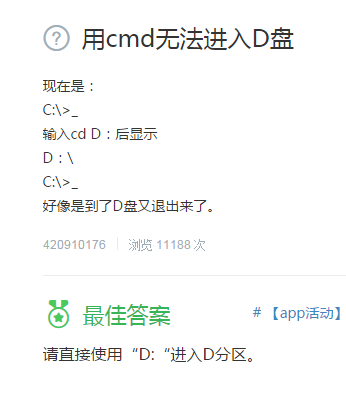 用cmd无法进入D盘
现在是：
C:\>_
输入cd D：后显示
D：\
C:\>_
好像是到了D盘又退出来了。
420910176 浏览 11188 次
最佳答案 # 【app活动】
请直接使用“D:“进入D分区。